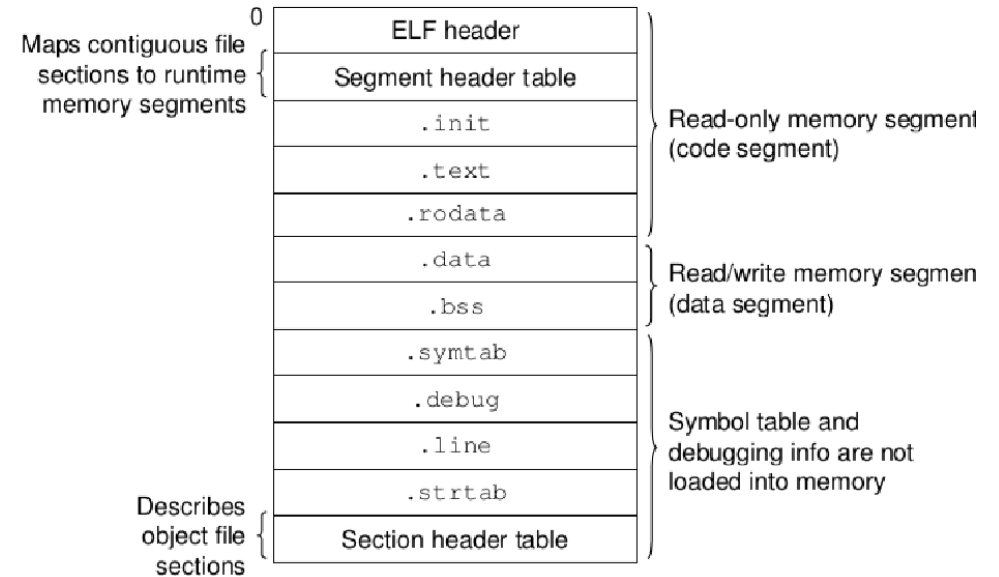 0
ELF header
Maps contiguous file
sections to runtime
memory segments
Segment header table
.init
.text
.rodata
Read-only memory segment
(code segment)
.data
.bss
Read/write memory segmen
(data segment)
.symtab
.debug
.line
.strtab
Symbol table and
debugging info are not
loaded into memory
Describes
object file
sections
Section header table